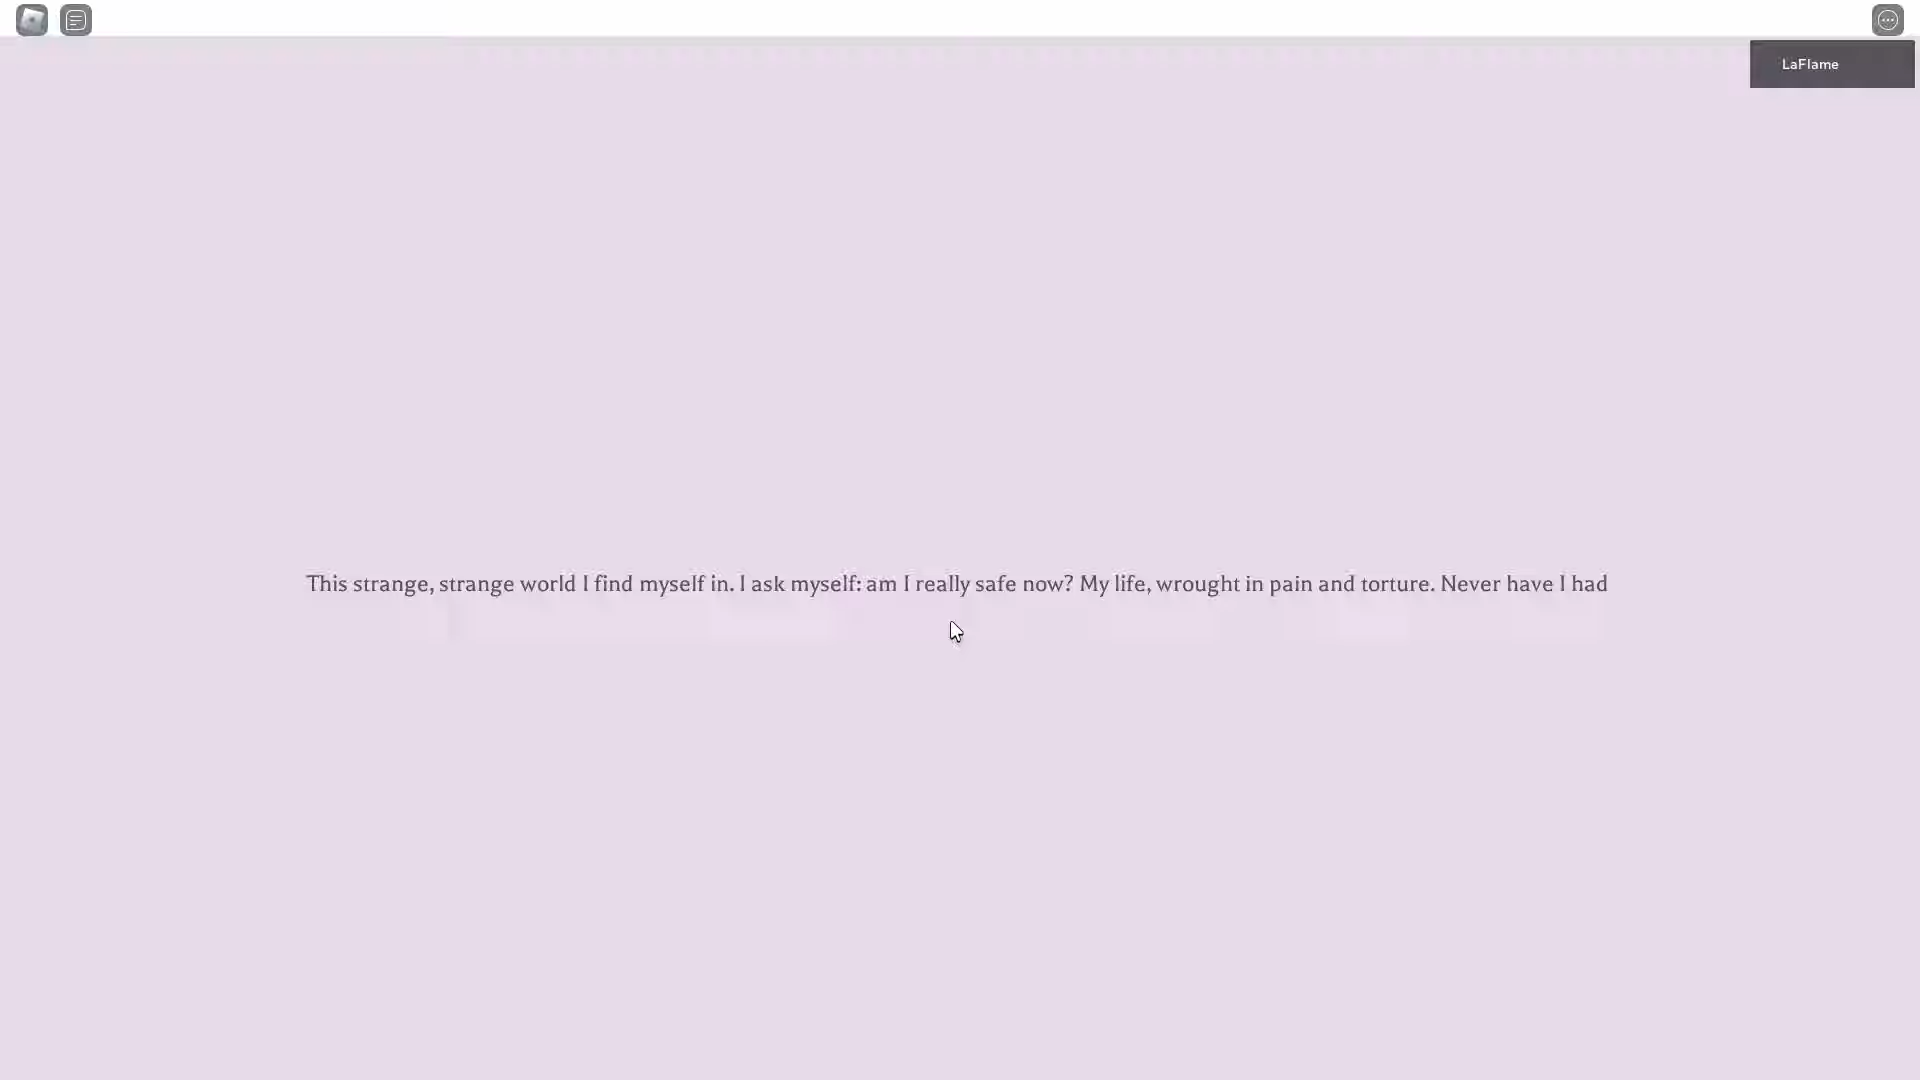 LaFlame
This strange, strange world I find myself in. I ask myself: am I really safe now? My life, wrought in pain and torture. Never have I had